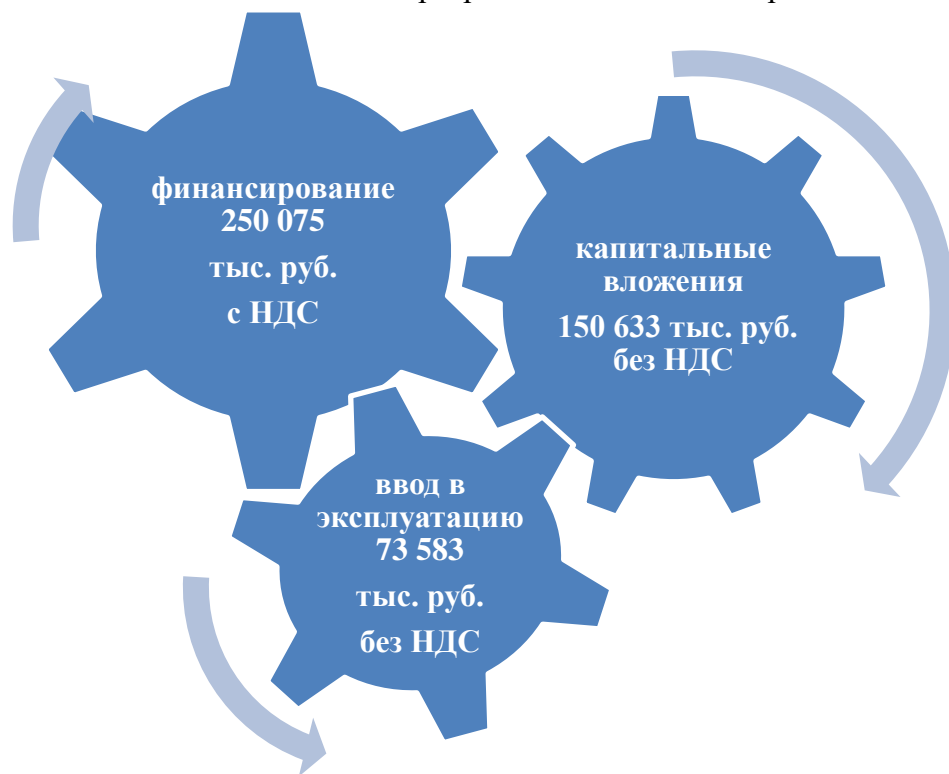 финансирование
250 075
тыс. руб.
с НДС
капитальные
вложения
150 633 тыс. руб.
без НДС
ввод в
эксплуатацию
73 583
тыс. руб.
без НДС